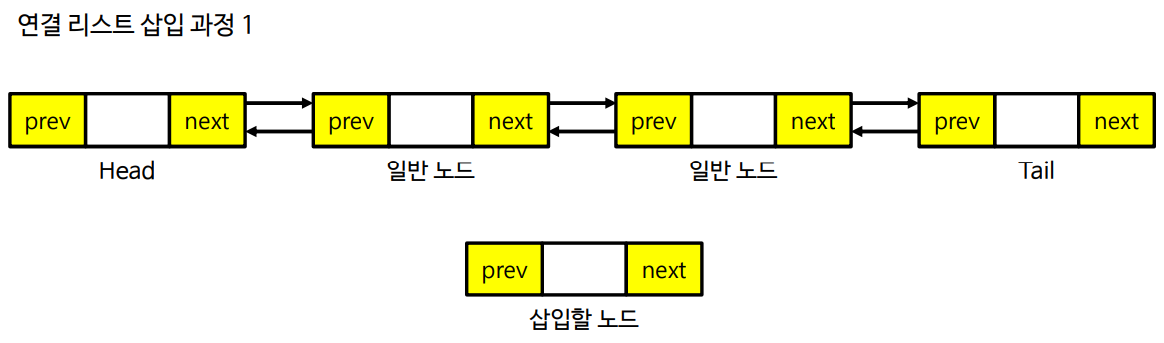 연결 리스트 삽입 과정 1
prev next prev next prev next prev next
Head 일반 노드 일반 노드 Tail
prev next
삽입할 노드